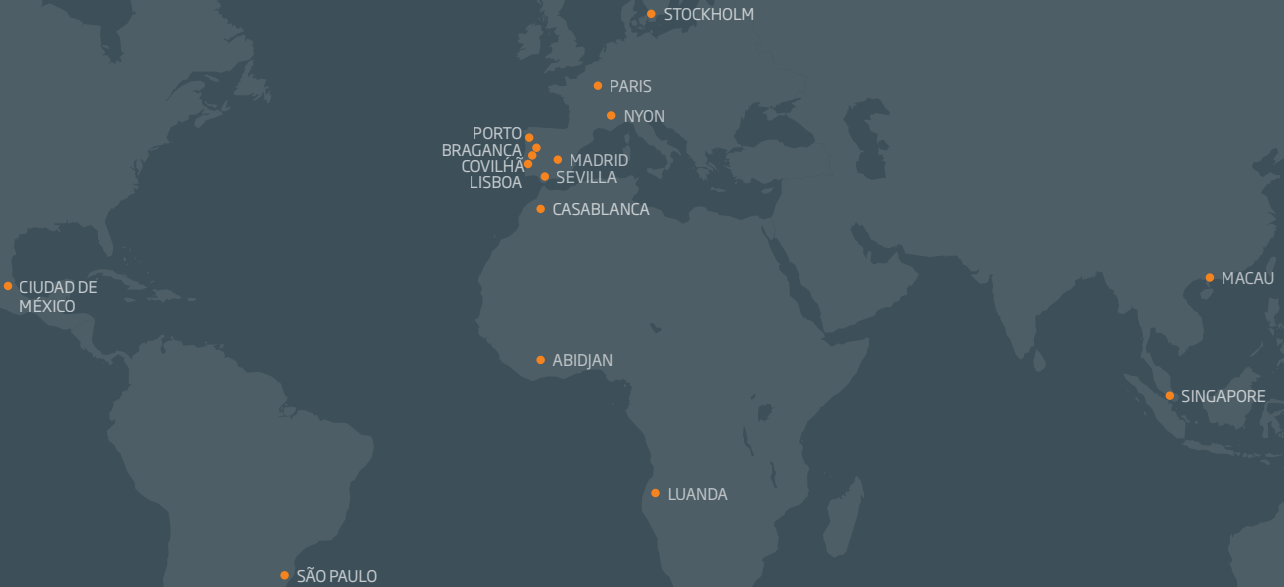 STOCKHOLM
PARIS
NYON
PORTO
BRAGANÇA
COVILHÃ
LISBOA
MADRID
SEVILLA
CASABLANCA
CIUDAD DE
MÉXICO
MACAU
ABIDJAN
SINGAPORE
LUANDA
SÃO PAULO